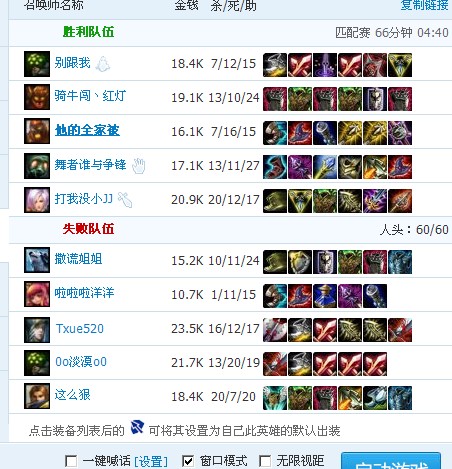 召唤师名称 金钱 杀/死/助 复制链接
胜利队伍 匹配赛 66分钟 04:40
别跟我 18.4K 7/12/15
骑牛闯丶红灯 19.1K 13/10/24
他的全家被 16.1K 7/16/15
舞者谁与争锋 17.1K 13/11/27
打我没小JJ 20.9K 20/12/17
失败队伍 人头：60/60
撒谎姐姐 15.2K 10/11/24
啦啦啦洋洋 10.7K 1/11/15
Txue520 23.5K 16/12/17
0o淡漠o0 21.7K 13/20/19
这么狠 18.4K 20/7/20
点击装备列表后的 可将其设置为自己此英雄的默认出装
一键喊话 [设置] 窗口模式 无限视距
启动游戏